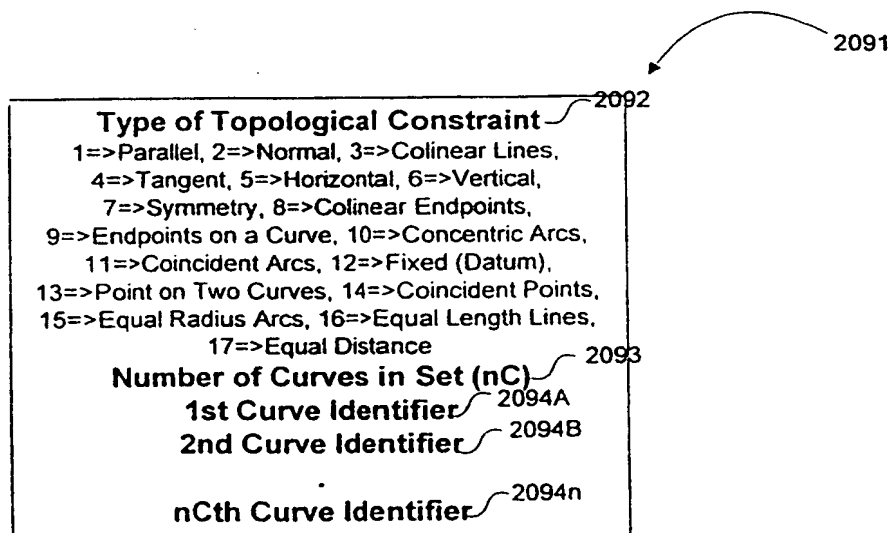 2091
Type of Topological Constraint 2092
1=>Parallel, 2=>Normal, 3=>Colinear Lines,
4=>Tangent, 5=>Horizontal, 6=>Vertical,
7=>Symmetry, 8=>Colinear Endpoints,
9=>Endpoints on a Curve, 10=>Concentric Arcs,
11=>Coincident Arcs, 12=>Fixed (Datum),
13=>Point on Two Curves, 14=>Coincident Points,
15=>Equal Radius Arcs, 16=>Equal Length Lines,
17=>Equal Distance
Number of Curves in Set (nC) 2093
1st Curve Identifier 2094A
2nd Curve Identifier 2094B
.
nCth Curve Identifier 2094n